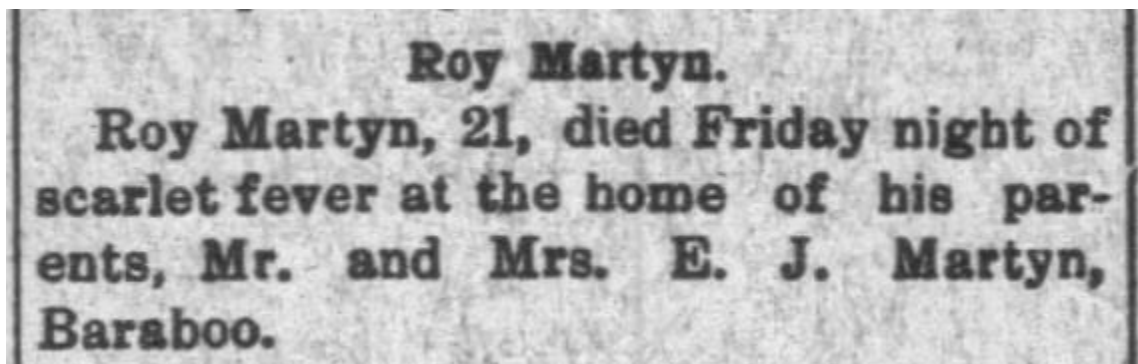 Roy Martyn.
Roy Martyn, 21, died Friday night of
scarlet fever at the home of his par-
ents, Mr. and Mrs. E. J. Martyn,
Baraboo.